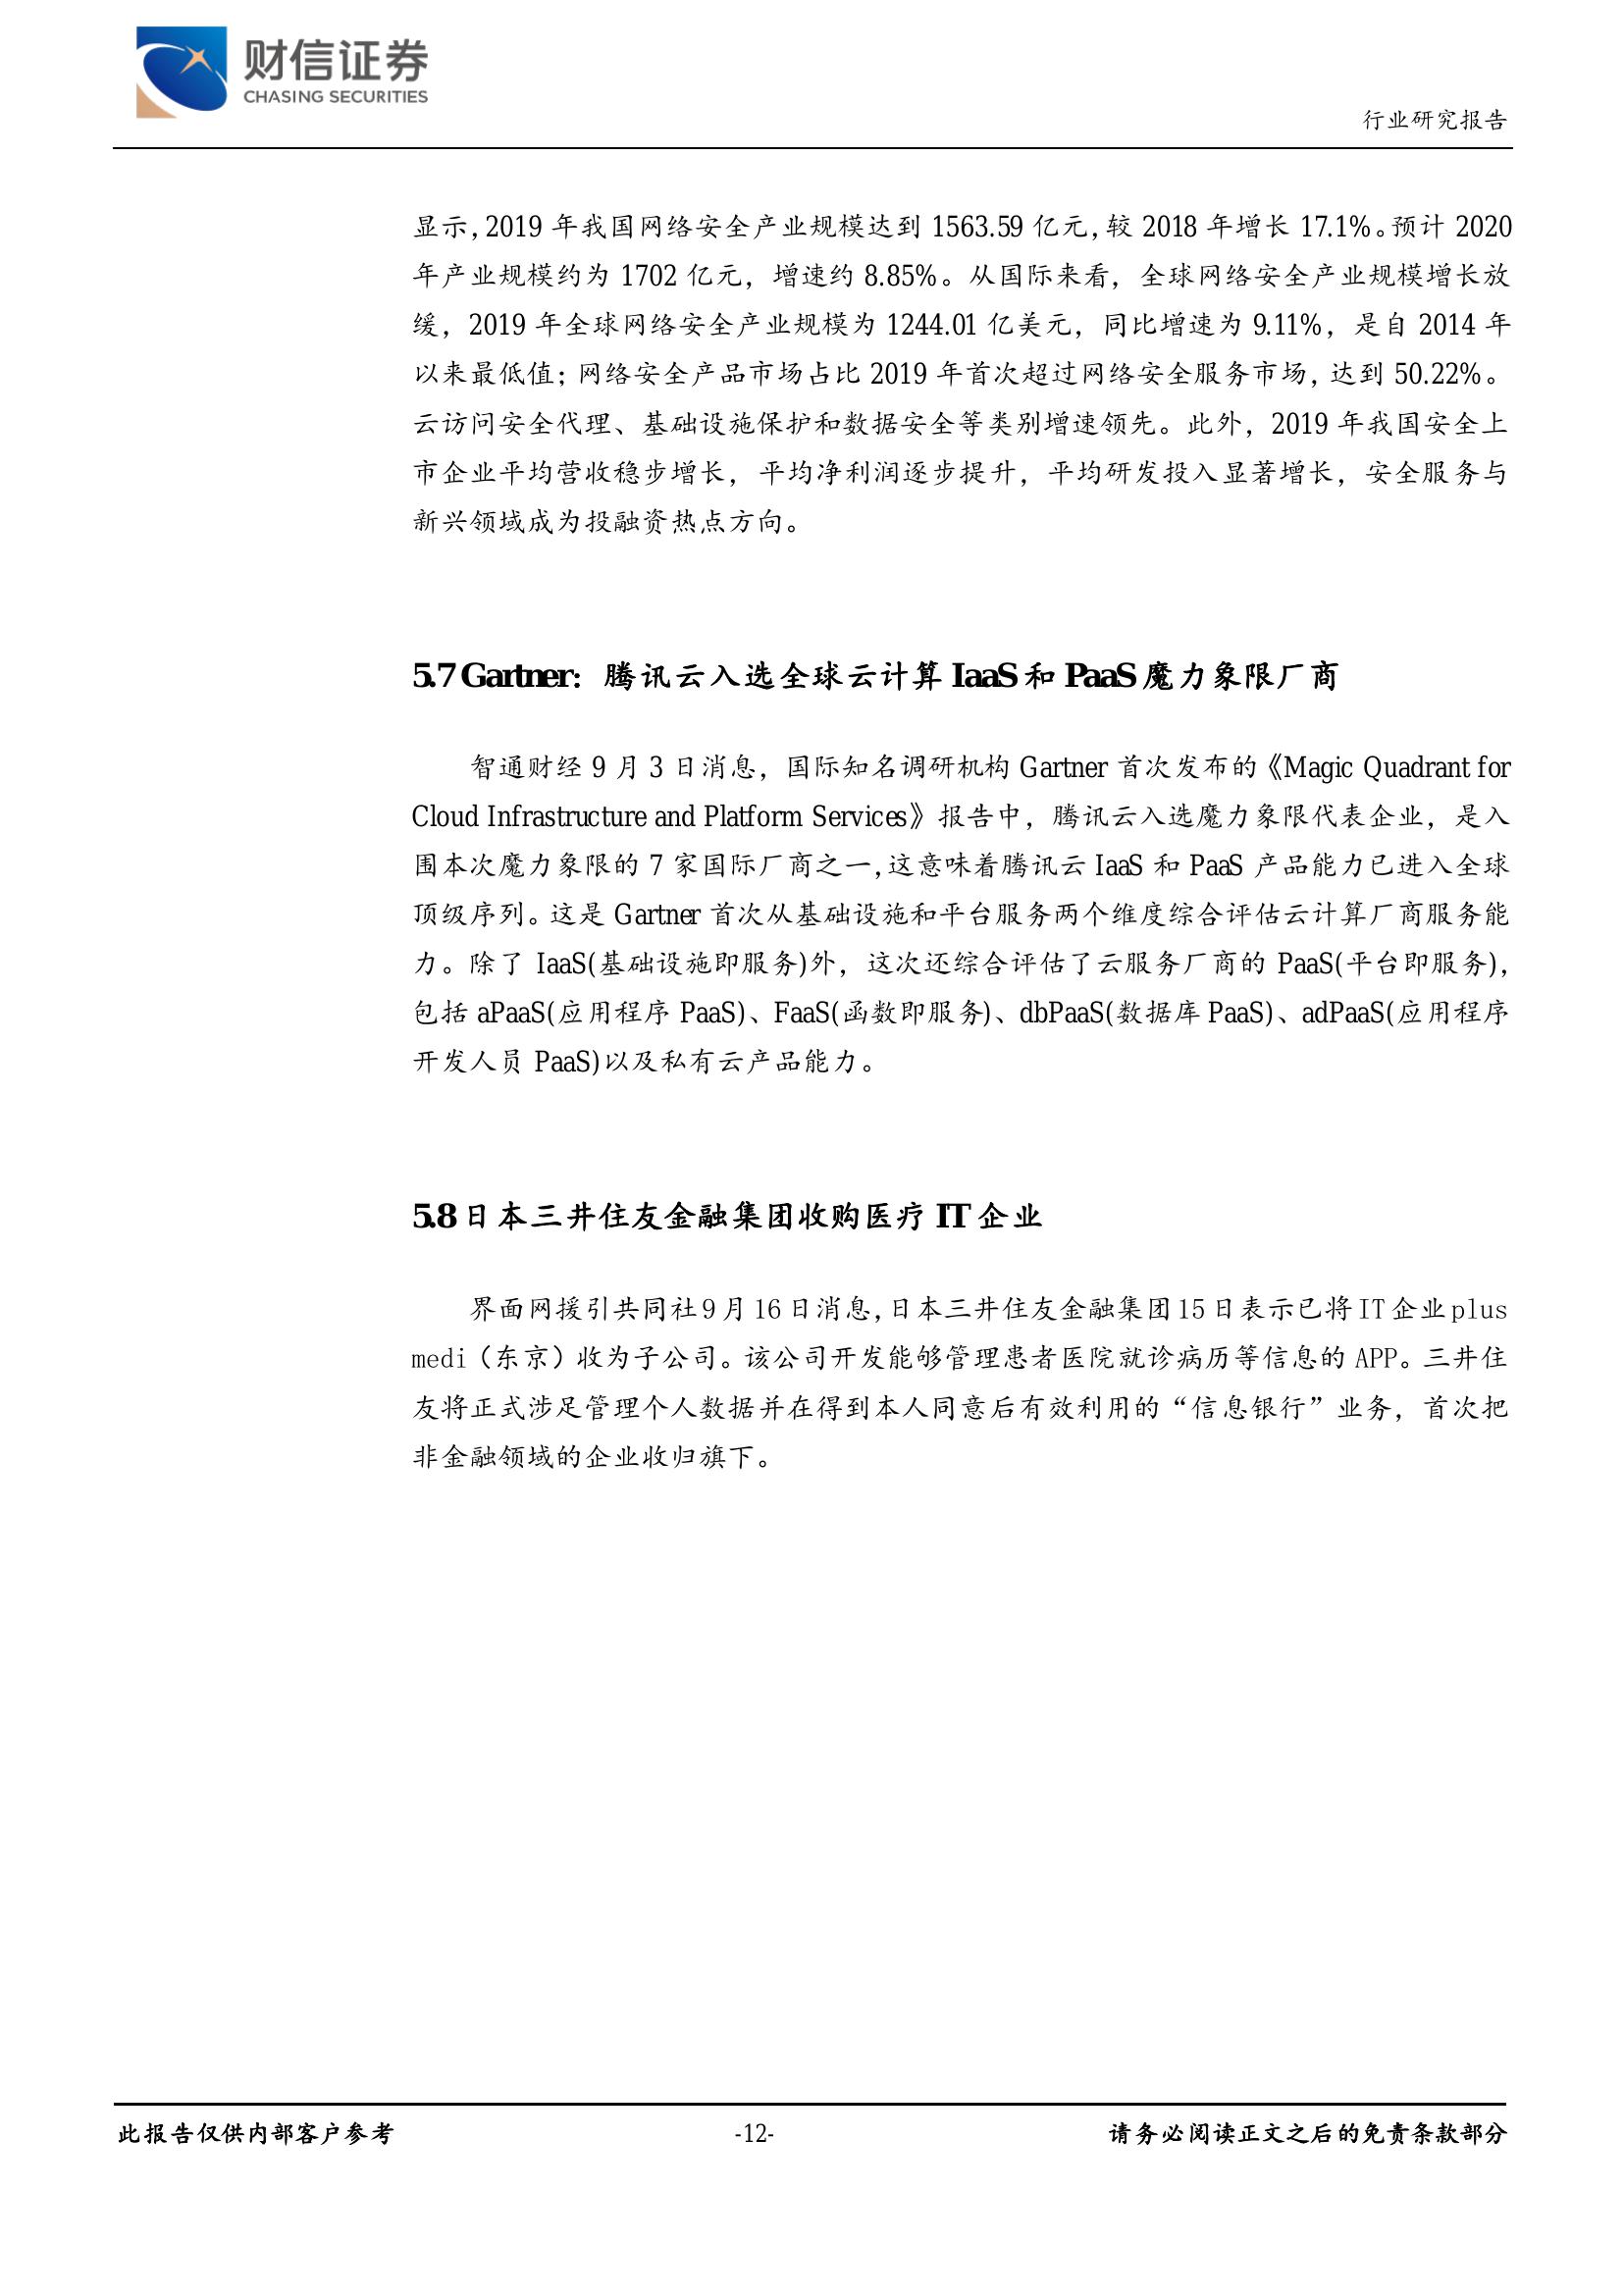 财信证券
CHASING SECURITIES
行业研究报告
显示，2019 年我国网络安全产业规模达到 1563.59 亿元，较 2018 年增长 17.1%。预计 2020
年产业规模约为 1702 亿元，增速约 8.85%。从国际来看，全球网络安全产业规模增长放
缓，2019 年全球网络安全产业规模为 1244.01 亿美元，同比增速为 9.11%，是自 2014 年
以来最低值；网络安全产品市场占比 2019 年首次超过网络安全服务市场，达到 50.22%。
云访问安全代理、基础设施保护和数据安全等类别增速领先。此外，2019 年我国安全上
市企业平均营收稳步增长，平均净利润逐步提升，平均研发投入显著增长，安全服务与
新兴领域成为投融资热点方向。
5.7 Gartner：腾讯云入选全球云计算 IaaS 和 PaaS 魔力象限厂商
智通财经 9 月 3 日消息，国际知名调研机构 Gartner 首次发布的《Magic Quadrant for
Cloud Infrastructure and Platform Services》报告中，腾讯云入选魔力象限代表企业，是入
围本次魔力象限的 7 家国际厂商之一，这意味着腾讯云 IaaS 和 PaaS 产品能力已进入全球
顶级序列。这是 Gartner 首次从基础设施和平台服务两个维度综合评估云计算厂商服务能
力。除了 IaaS(基础设施即服务)外，这次还综合评估了云服务厂商的 PaaS(平台即服务)，
包括 aPaaS(应用程序 PaaS)、FaaS(函数即服务)、dbPaaS(数据库 PaaS)、adPaaS(应用程序
开发人员 PaaS)以及私有云产品能力。
5.8 日本三井住友金融集团收购医疗 IT 企业
界面网援引共同社 9 月 16 日消息，日本三井住友金融集团 15 日表示已将 IT 企业 plus
medi（东京）收为子公司。该公司开发能够管理患者医院就诊病历等信息的 APP。三井住
友将正式涉足管理个人数据并在得到本人同意后有效利用的“信息银行”业务，首次把
非金融领域的企业收归旗下。
此报告仅供内部客户参考
-12-
请务必阅读正文之后的免责条款部分